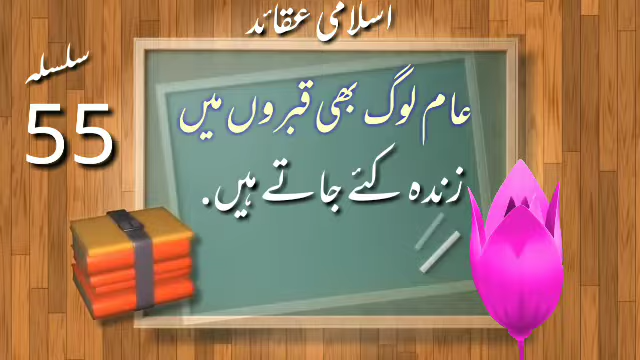 اسلامی عقائد
سلسلہ
55
عام لوگ بھی قبروں میں
زندہ کئے جاتے ہیں.